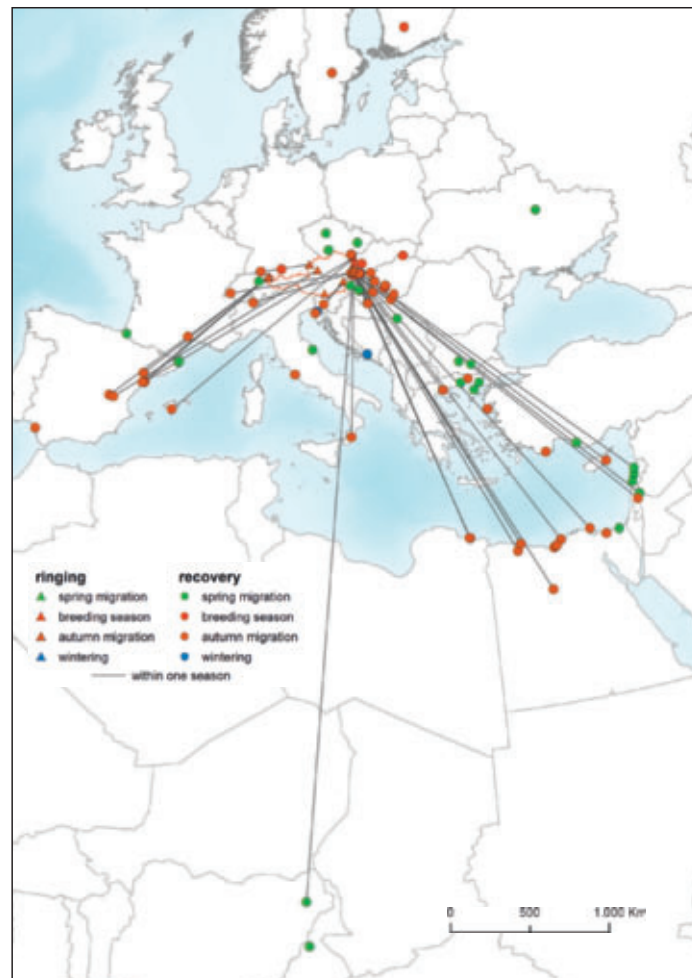 ringing recovery
spring migration spring migration
breeding season breeding season
autumn migration autumn migration
wintering wintering
within one season
0 500 1.000 Km